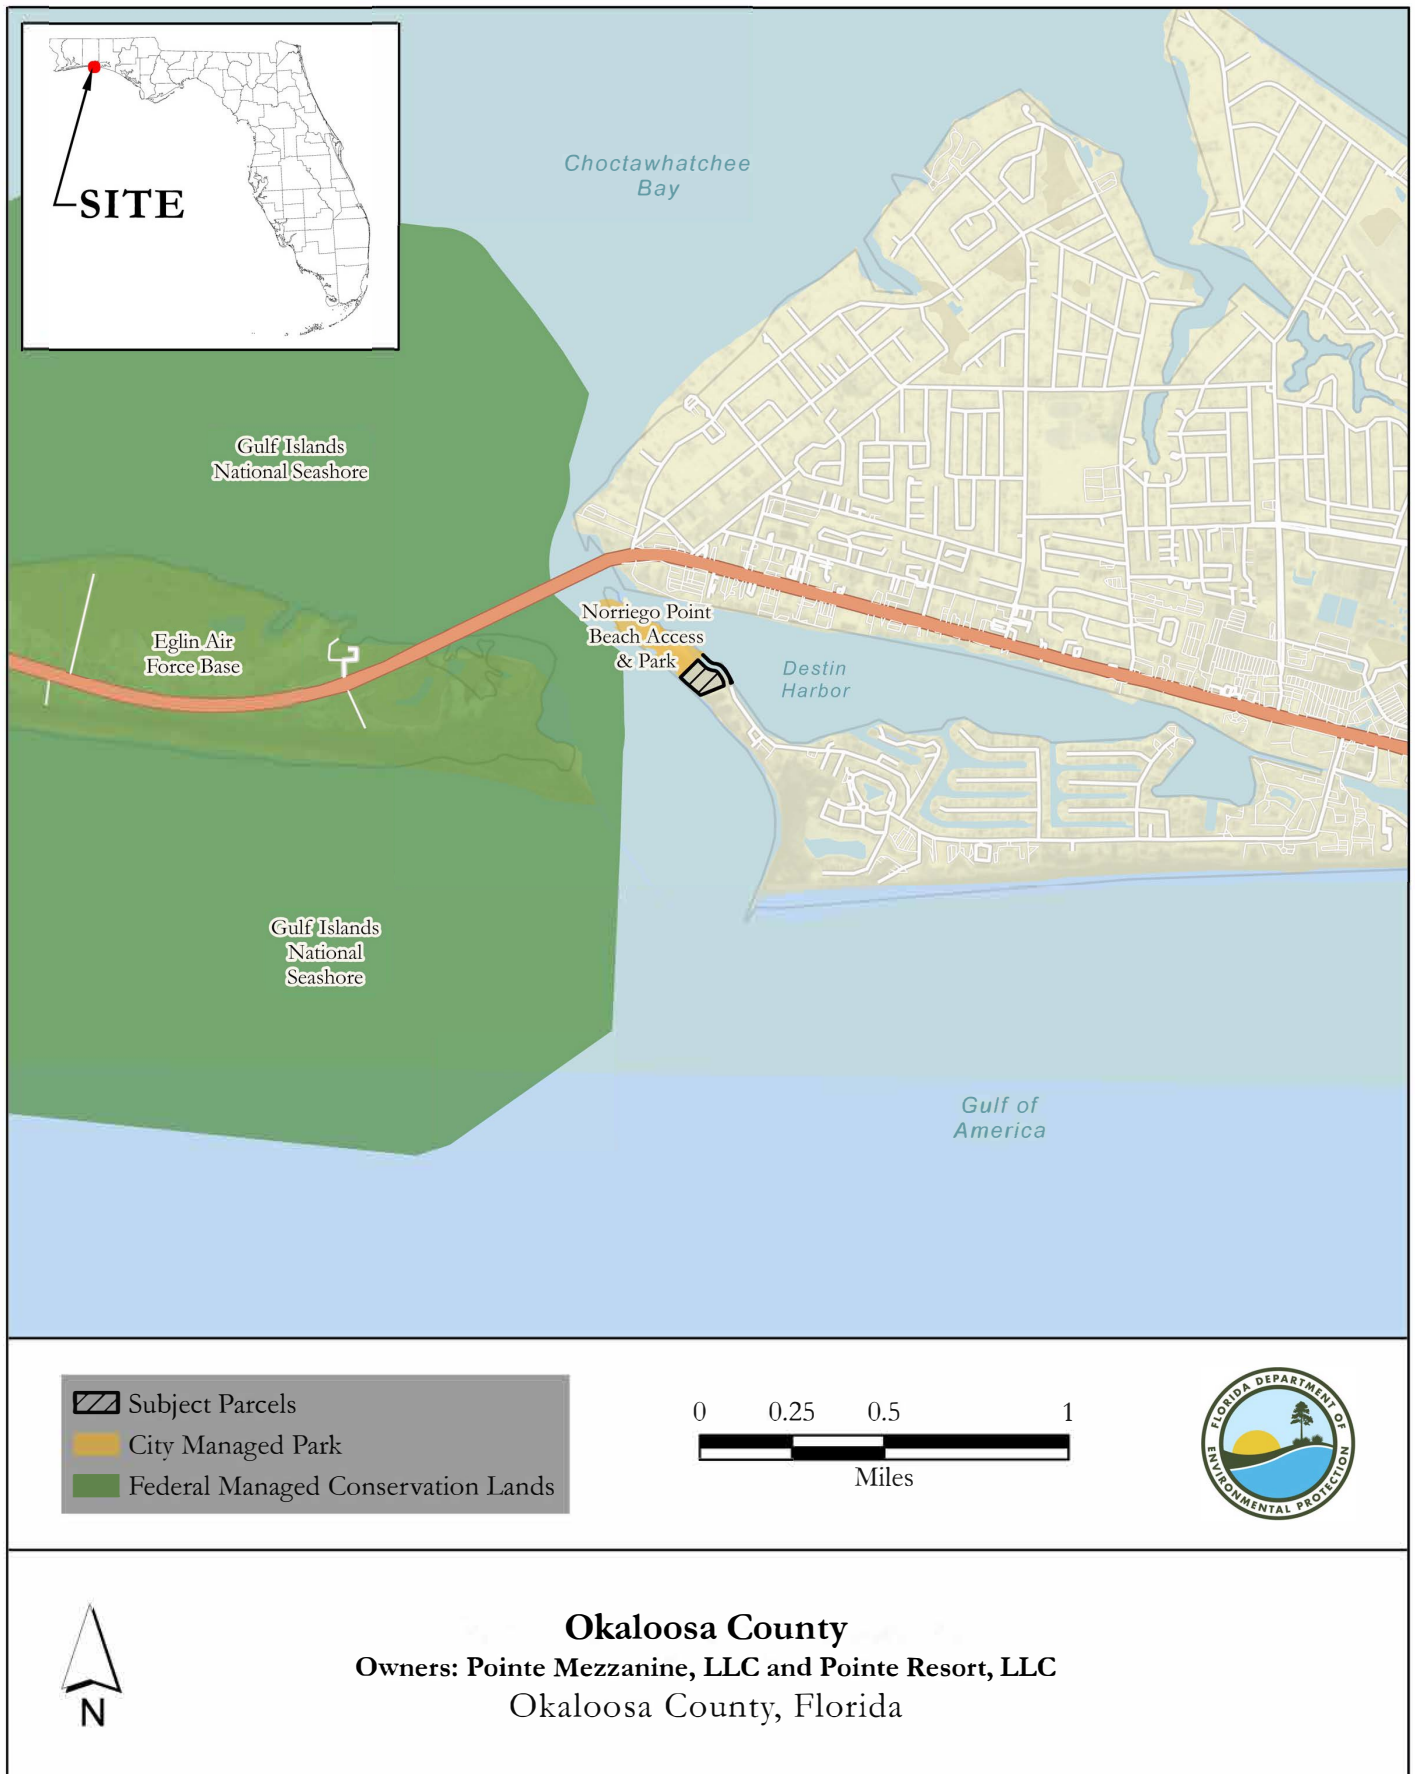 SITE
Choctawhatchee
Bay
Gulf Islands
National Seashore
Norriego Point
Beach Access
& Park
Eglin Air
Force Base
Destin
Harbor
Gulf Islands
National
Seashore
Gulf of
America
Subject Parcels
City Managed Park
Federal Managed Conservation Lands
0 0.25 0.5 1
Miles
FLORIDA DEPARTMENT OF
ENVIRONMENTAL PROTECTION
N
Okaloosa County
Owners: Pointe Mezzanine, LLC and Pointe Resort, LLC
Okaloosa County, Florida